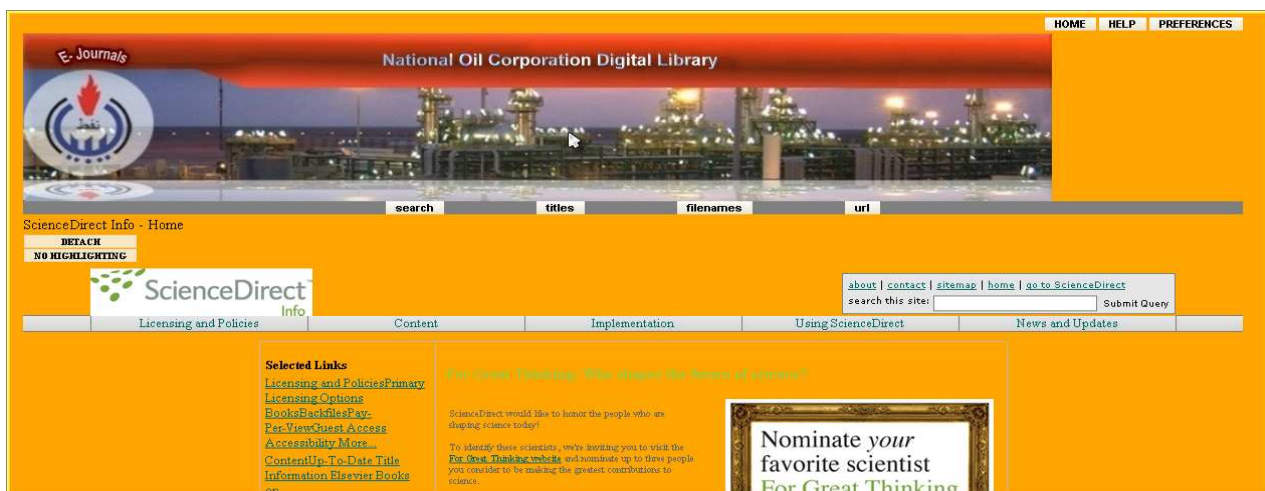 HOME HELP PREFERENCES
E- Journals
National Oil Corporation Digital Library
search titles filenames url
ScienceDirect Info - Home
DETACH
NO HIGHLIGHTING
ScienceDirect
Info
about | contact | sitemap | home | go to ScienceDirect
search this site: Submit Query
Licensing and Policies Content Implementation Using ScienceDirect News and Updates
Selected Links
Licensing and PoliciesPrimary
Licensing Options
BooksBackfilesPay-
Per-ViewGuest Access
Accessibility More...
ContentUp-To-Date Title
Information Elsevier Books
For Great Thinking: Who shapes the future of science?
ScienceDirect would like to honor the people who are
shaping science today!
To identify these scientists, we're inviting you to visit the
For Great Thinking website and nominate up to three people
you consider to be making the greatest contributions to
science.
Nominate your
favorite scientist
For Great Thinking